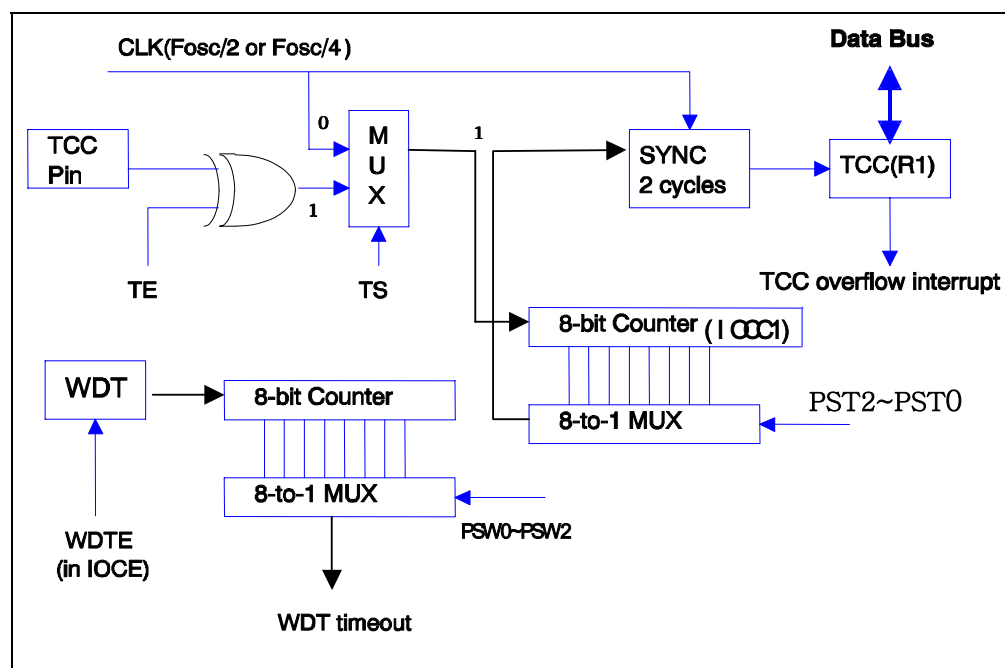 CLK(Fosc/2 or Fosc/4)
Data Bus
0
TCC
Pin
M
U
X
1
SYNC
2 cycles
TCC(R1)
1
TE
TS
TCC overflow interrupt
8-bit Counter (IOCC1)
WDT
8-bit Counter
8-to-1 MUX
PST2~PST0
8-to-1 MUX
PSW0~PSW2
WDTE
(in IOCE)
WDT timeout